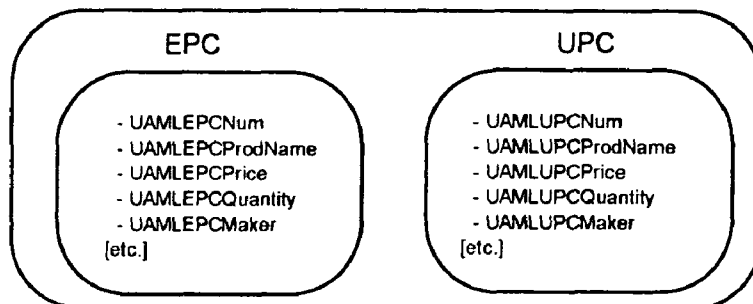 EPC
- UAMLEPCNum
- UAMLEPCProdName
- UAMLEPCPrice
- UAMLEPCQuantity
- UAMLEPCMaker
[etc.]
UPC
- UAMLUPCNum
- UAMLUPCProdName
- UAMLUPCPrice
- UAMLUPCQuantity
- UAMLUPCMaker
[etc.]